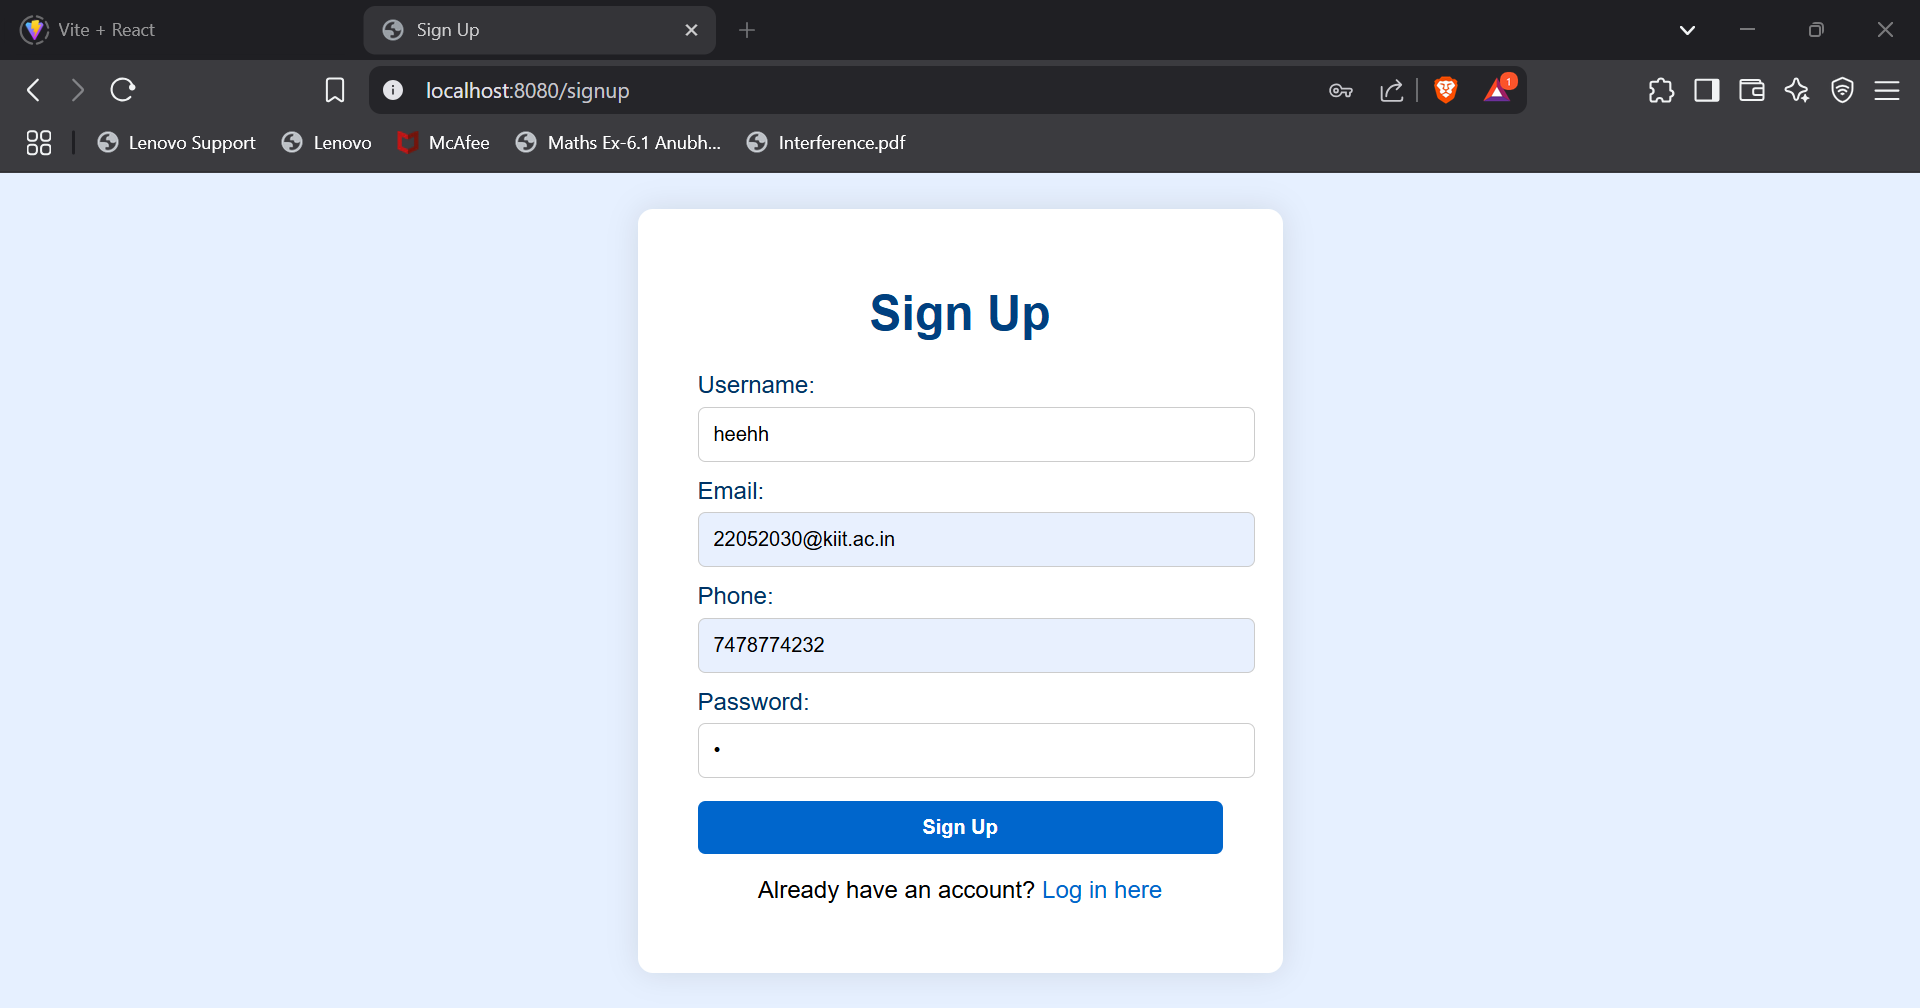 Vite + React
Sign Up
localhost:8080/signup
1
Lenovo Support
Lenovo
McAfee
Maths Ex-6.1 Anubh...
Interference.pdf
Sign Up
Username:
heehh
Email:
22052030@kiit.ac.in
Phone:
7478774232
Password:
•
Sign Up
Already have an account? Log in here